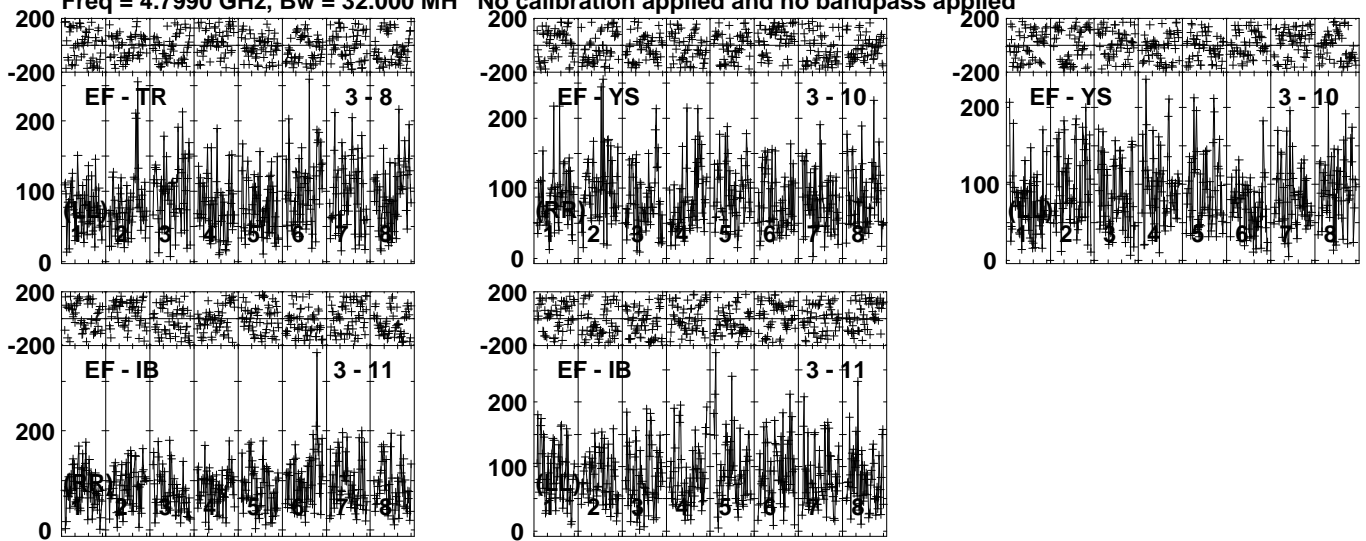 Freq = 4.7990 GHz, Bw = 32.000 MH No calibration applied and no bandpass applied
200
-200
EF - TR 3 - 8
200
100
0
(LL)
1 2 3 4 5 6 7 8
200
-200
EF - YS 3 - 10
200
100
0
(RR)
1 2 3 4 5 6 7 8
200
-200
EF - YS 3 - 10
200
100
0
(LL)
1 2 3 4 5 6 7 8
200
-200
EF - IB 3 - 11
200
0
(RR)
1 2 3 4 5 6 7 8
200
-200
EF - IB 3 - 11
200
100
0
(LL)
1 2 3 4 5 6 7 8